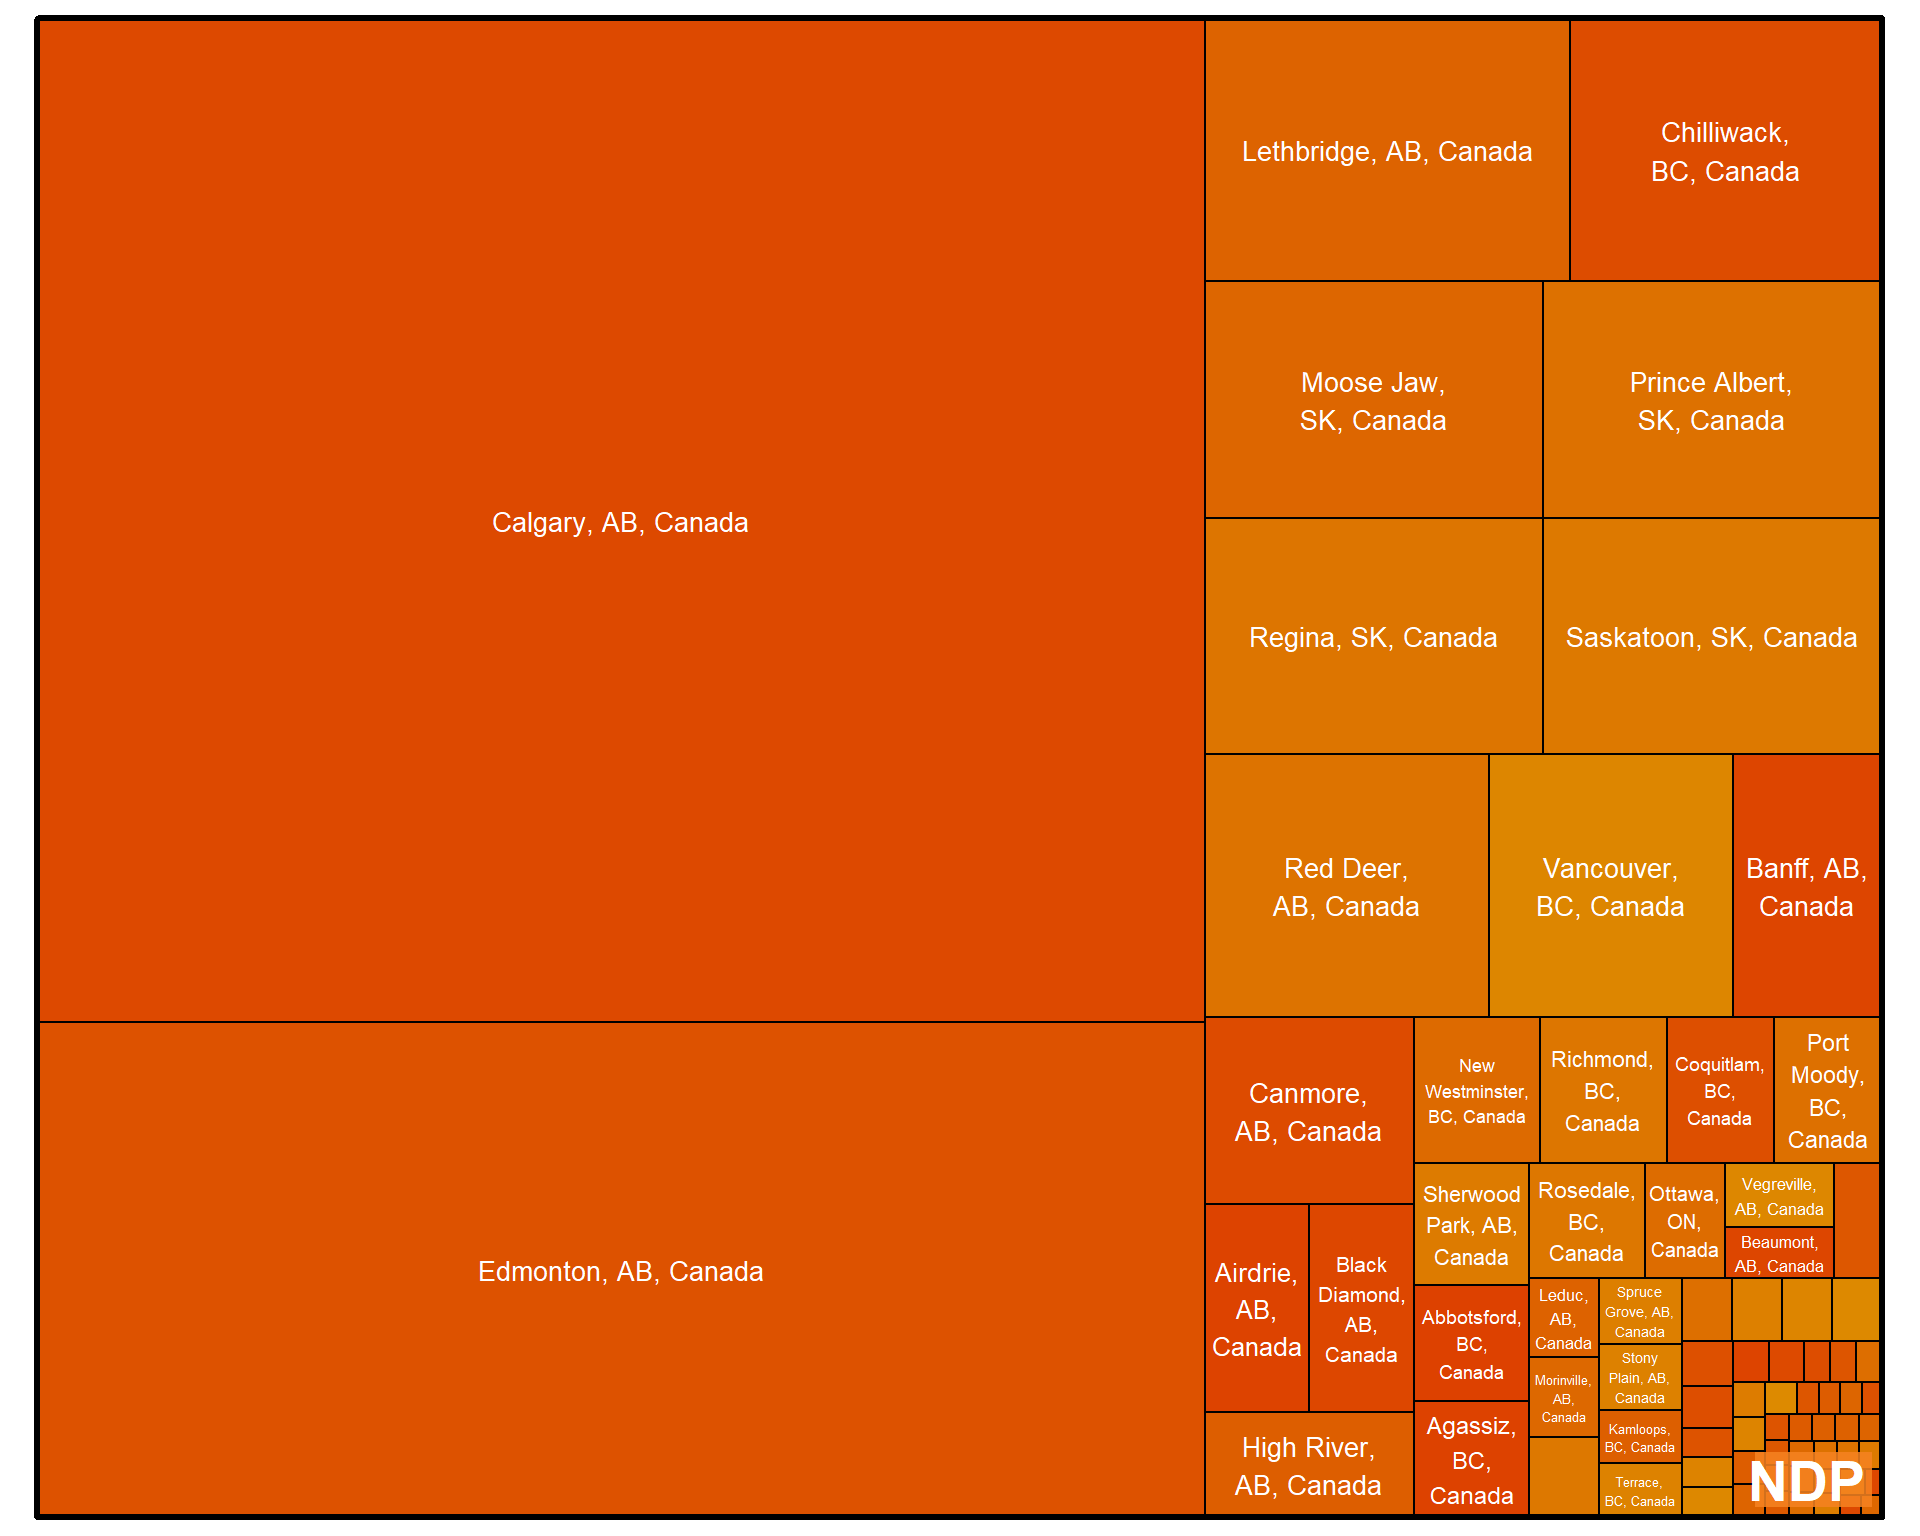 Calgary, AB, Canada
Edmonton, AB, Canada
Lethbridge, AB, Canada
Chilliwack,
BC, Canada
Moose Jaw,
SK, Canada
Prince Albert,
SK, Canada
Regina, SK, Canada
Saskatoon, SK, Canada
Red Deer,
AB, Canada
Vancouver,
BC, Canada
Banff, AB,
Canada
Canmore,
AB, Canada
Airdrie,
AB,
Canada
Black
Diamond,
AB,
Canada
High River,
AB, Canada
New
Westminster,
BC, Canada
Richmond,
BC,
Canada
Coquitlam,
BC,
Canada
Port
Moody,
BC,
Canada
Sherwood
Park, AB,
Canada
Abbotsford,
BC,
Canada
Agassiz,
BC,
Canada
Rosedale,
BC,
Canada
Ottawa,
ON,
Canada
Vegreville,
AB, Canada
Beaumont,
AB, Canada
Leduc,
AB,
Canada
Morinville,
AB,
Canada
Spruce
Grove, AB,
Canada
Stony
Plain, AB,
Canada
Kamloops,
BC, Canada
Terrace,
BC, Canada
NDP